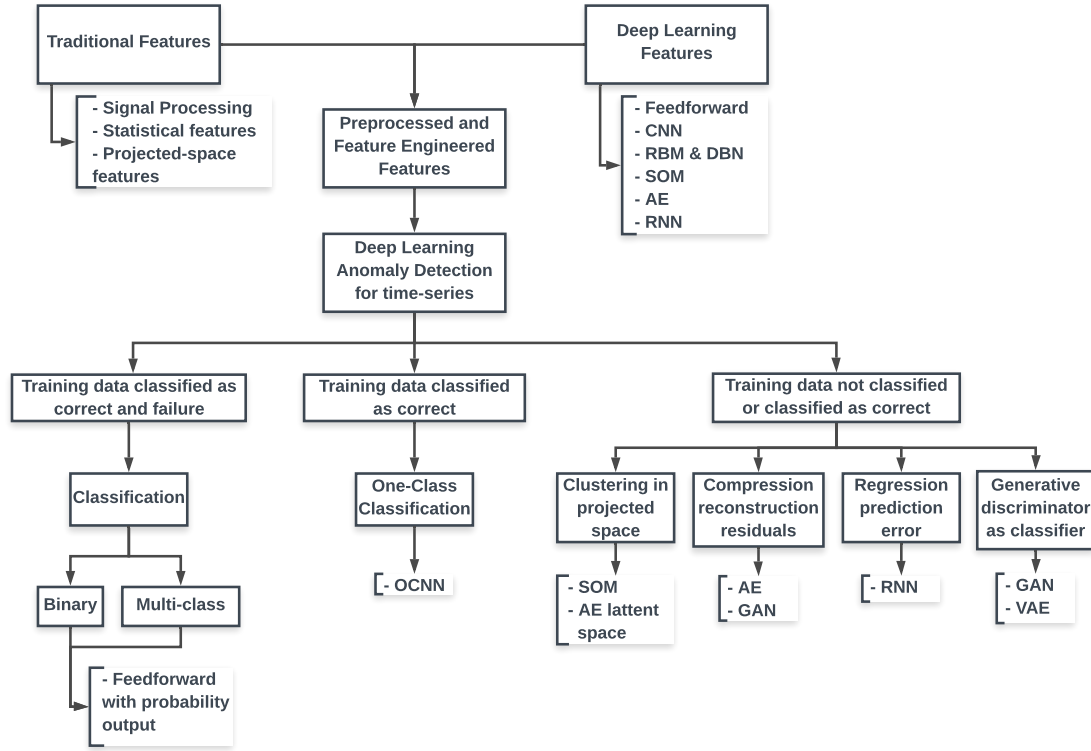 Traditional Features
Deep Learning
Features
- Signal Processing
- Statistical features
- Projected-space
features
Preprocessed and
Feature Engineered
Features
- Feedforward
- CNN
- RBM & DBN
- SOM
- AE
- RNN
Deep Learning
Anomaly Detection
for time-series
Training data classified as
correct and failure
Training data classified
as correct
Training data not classified
or classified as correct
Classification
One-Class
Classification
Clustering in
projected
space
Compression
reconstruction
residuals
Regression
prediction
error
Generative
discriminator
as classifier
Binary
Multi-class
- OCNN
- SOM
- AE lattent
space
- AE
- GAN
- RNN
- GAN
- VAE
- Feedforward
with probability
output